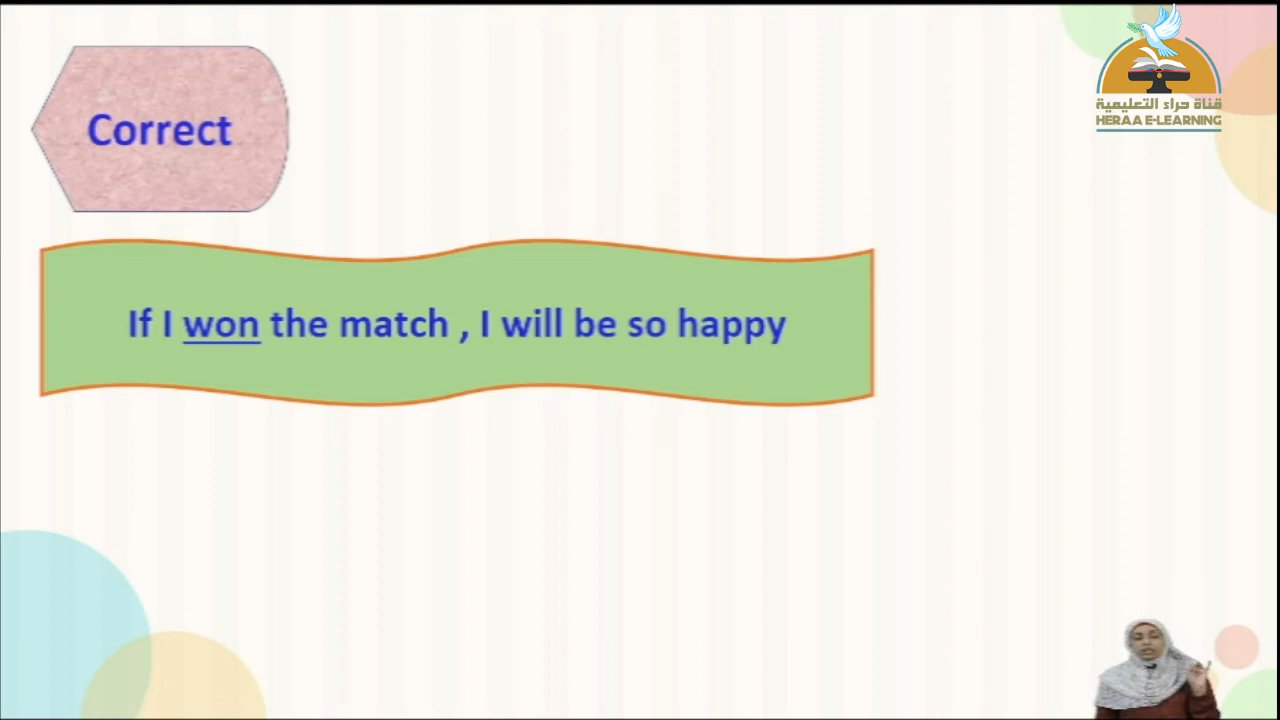 قناة حراء التعليمية
HERAA E-LEARNING
Correct
If I won the match , I will be so happy